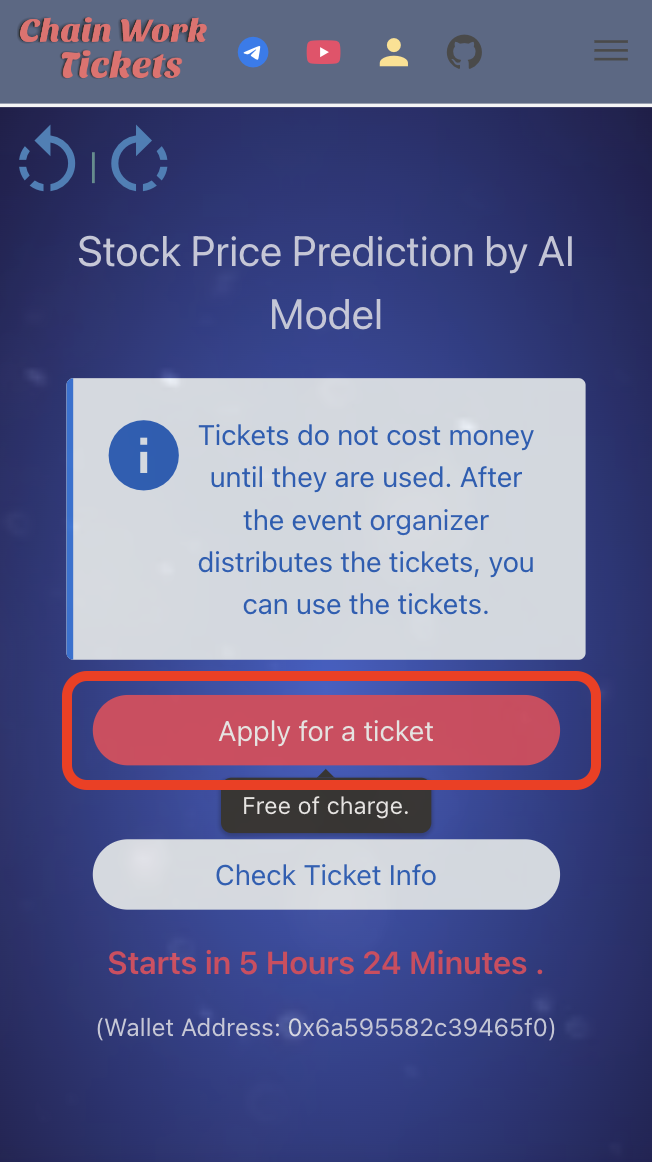 Chain Work
Tickets
Stock Price Prediction by AI
Model
Tickets do not cost money
until they are used. After
the event organizer
distributes the tickets, you
can use the tickets.
Apply for a ticket
Free of charge.
Check Ticket Info
Starts in 5 Hours 24 Minutes .
(Wallet Address: 0x6a595582c39465f0)